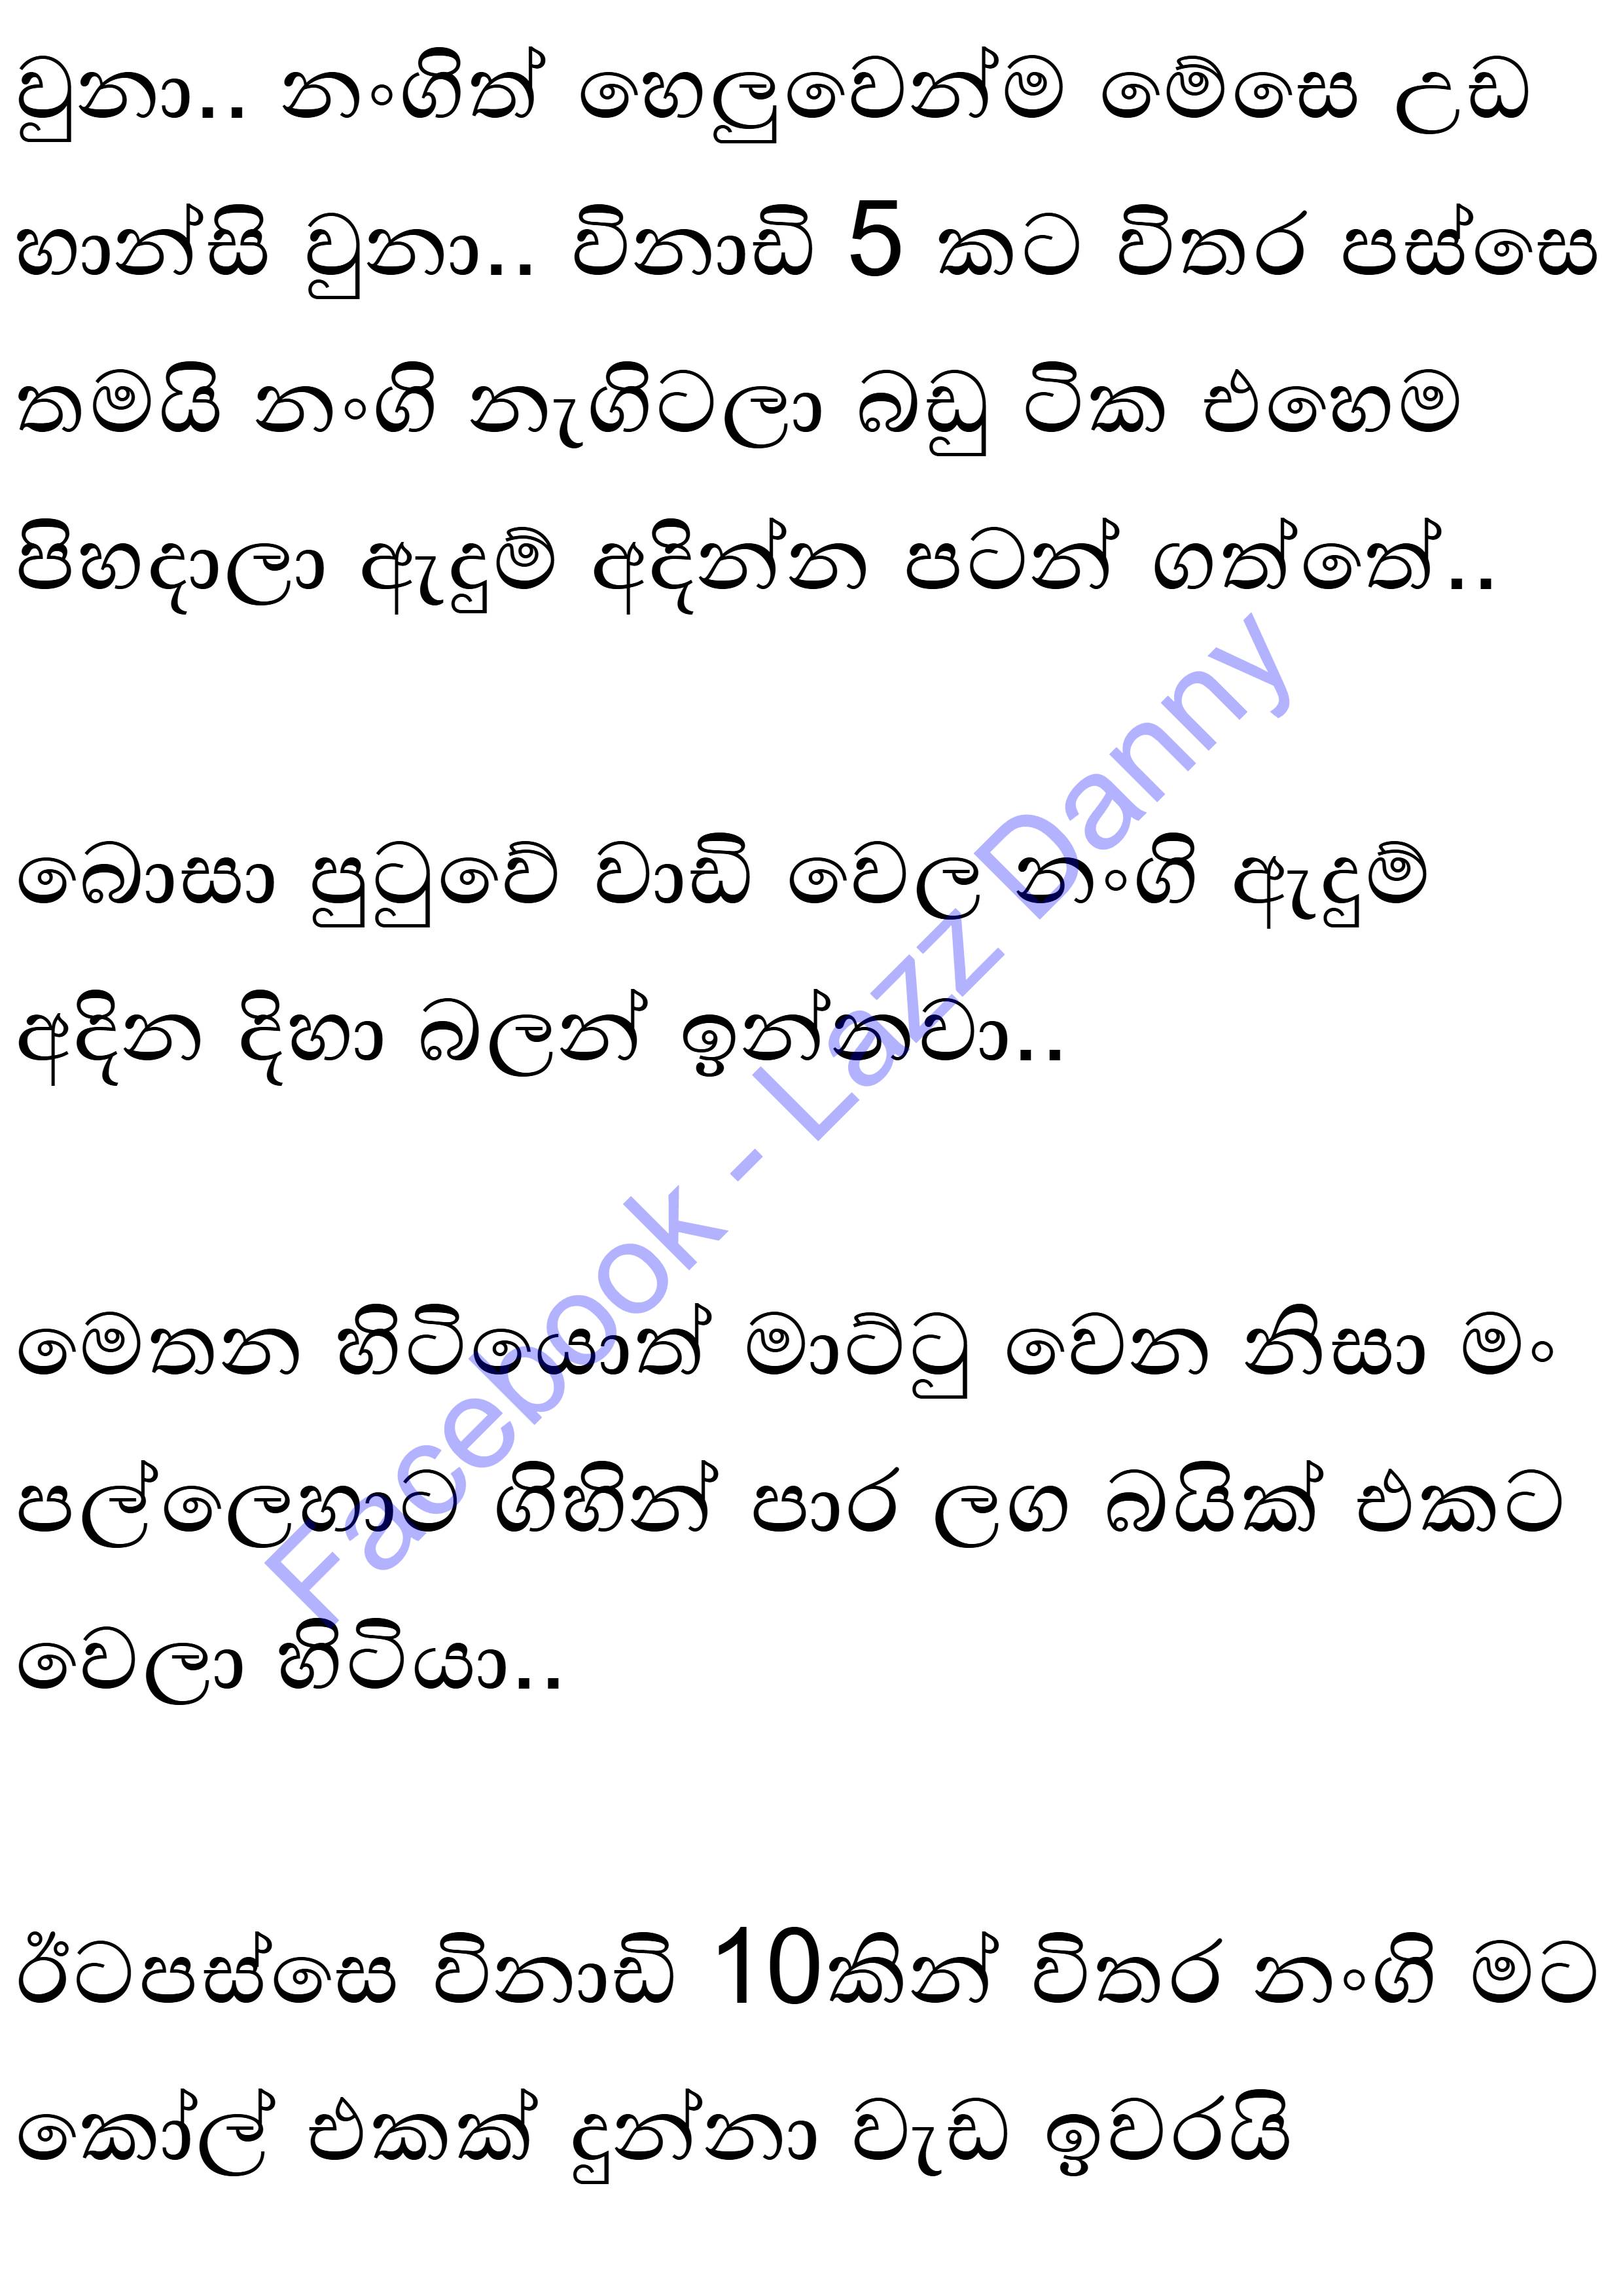 වුනා.. නංගිත් හෙලුවෙන්ම මේසෙ උඩ
හාන්සි වුනා.. විනාඩි 5 කට විතර පස්සෙ
තමයි නංගි නැගිටලා බඩු ටික එහෙම
පිහදාලා ඇදුම් අදින්න පටන් ගත්තේ..
බොසා පුටුවේ වාඩි වෙල නංගි ඇදුම්
අදින දිහා බලන් ඉන්නවා..
මෙතන හිටියොත් මාට්ටු වෙන නිසා මං
පල්ලෙහාට ගිහින් පාර ලග බයික් එකට
වෙලා හිටියා..
ඊටපස්සෙ විනාඩි 10කින් විතර නංගි මට
කෝල් එකක් දුන්නා වැඩ ඉවරයි
Facebook - Lazz Danny